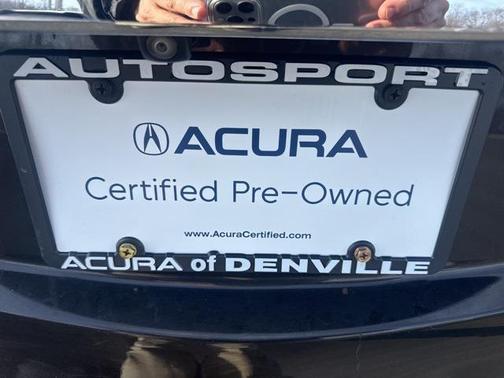 AUTOSPORT
ACURA
Certified Pre-Owned
www.AcuraCertified.com
ACURA of DENVILLE